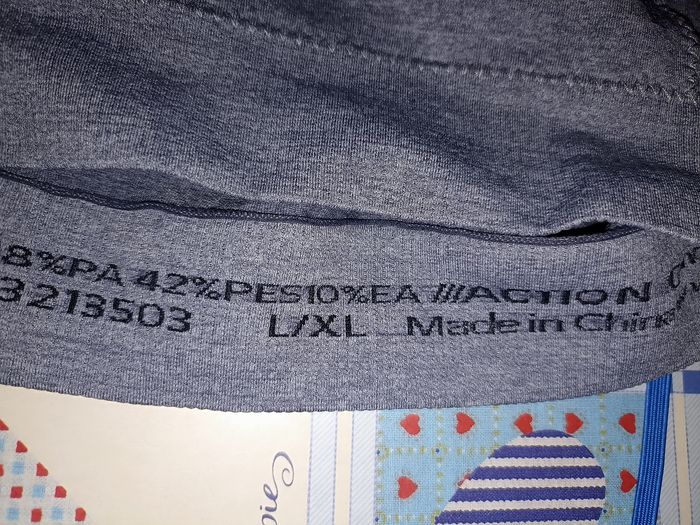 8%PA 42%PES10%EA ///ACTION
3213503 L/XL Made in China